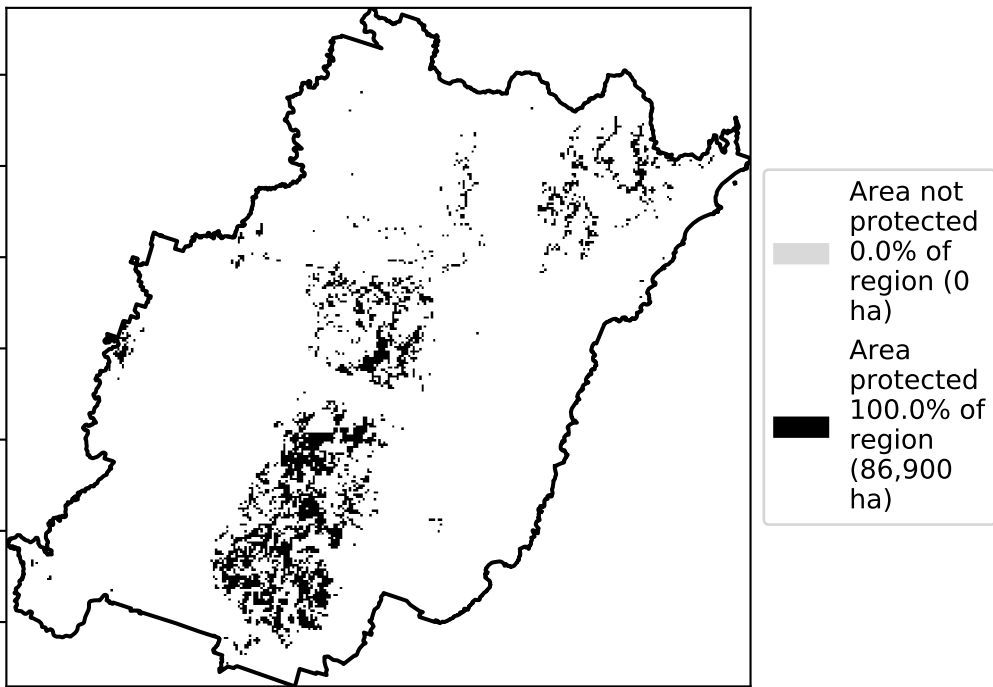 Area not
protected
0.0% of
region (0
ha)
Area
protected
100.0% of
region
(86,900
ha)